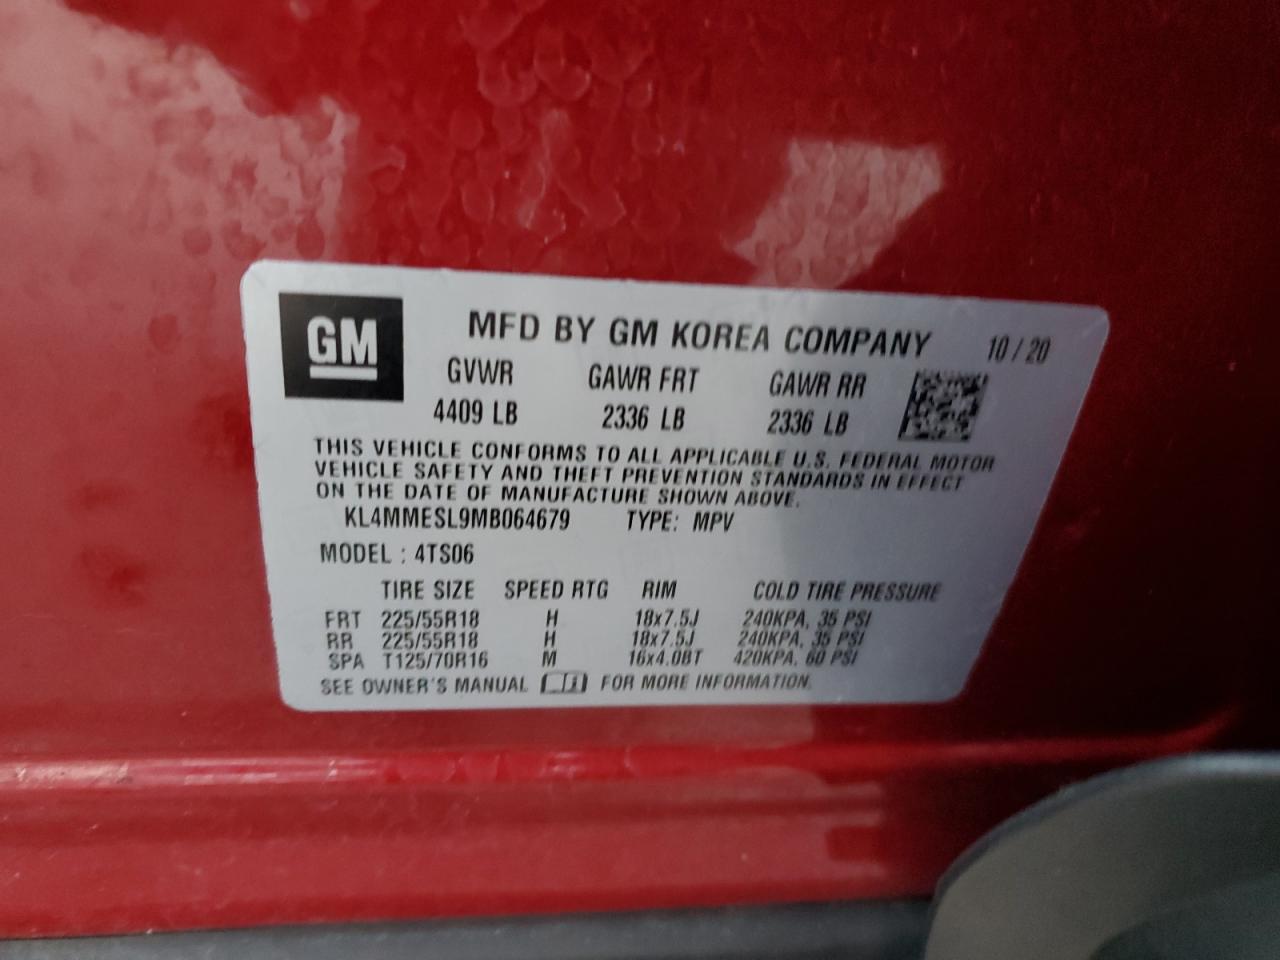 GM
MFD BY GM KOREA COMPANY 10/20
GVWR GAWR FRT GAWR RR
4409 LB 2336 LB 2336 LB
THIS VEHICLE CONFORMS TO ALL APPLICABLE U.S. FEDERAL MOTOR
VEHICLE SAFETY AND THEFT PREVENTION STANDARDS IN EFFECT
ON THE DATE OF MANUFACTURE SHOWN ABOVE.
KL4MMESL9MB064679 TYPE: MPV
MODEL : 4TS06
TIRE SIZE SPEED RTG RIM COLD TIRE PRESSURE
FRT 225/55R18 H 18x7.5J 240KPA, 35 PSI
RR 225/55R18 H 18x7.5J 240KPA, 35 PSI
SPA T125/70R16 M 16x4.0BT 420KPA, 60 PSI
SEE OWNER'S MANUAL FOR MORE INFORMATION.